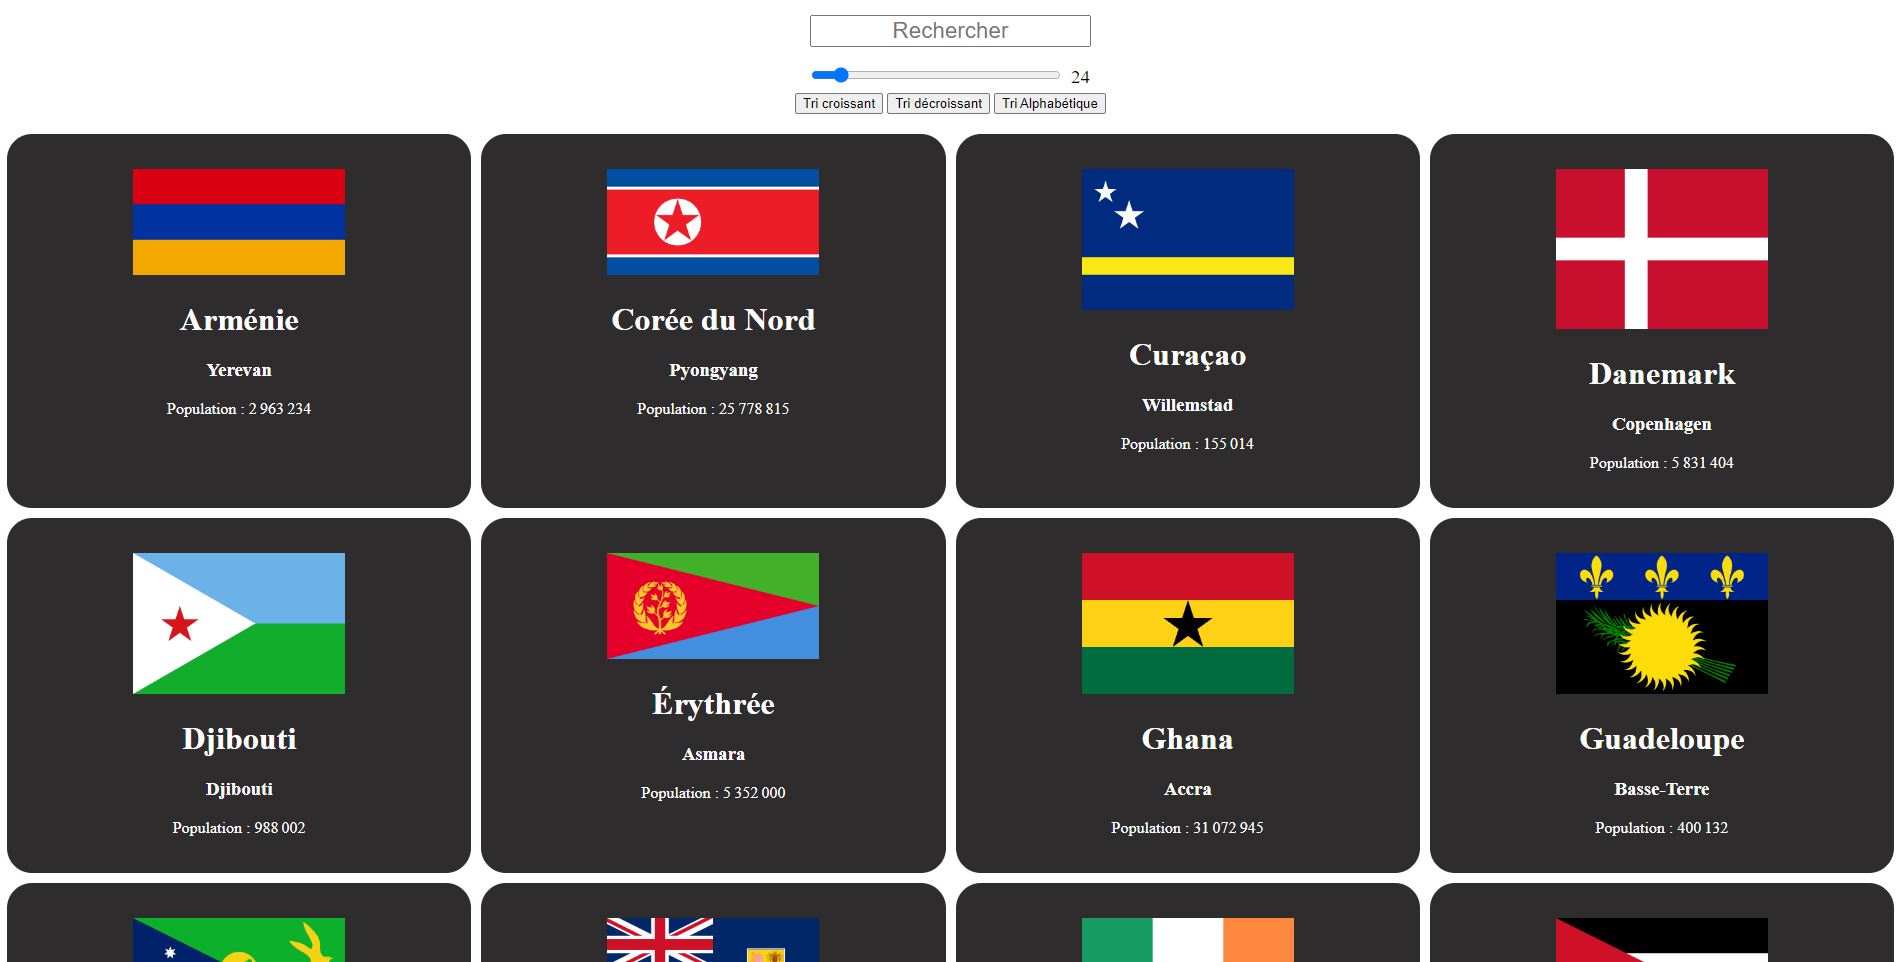 Rechercher
24
Tri croissant Tri décroissant Tri Alphabétique
Arménie
Yerevan
Population : 2 963 234
Corée du Nord
Pyongyang
Population : 25 778 815
Curaçao
Willemstad
Population : 155 014
Danemark
Copenhagen
Population : 5 831 404
Djibouti
Djibouti
Population : 988 002
Érythrée
Asmara
Population : 5 352 000
Ghana
Accra
Population : 31 072 945
Guadeloupe
Basse-Terre
Population : 400 132